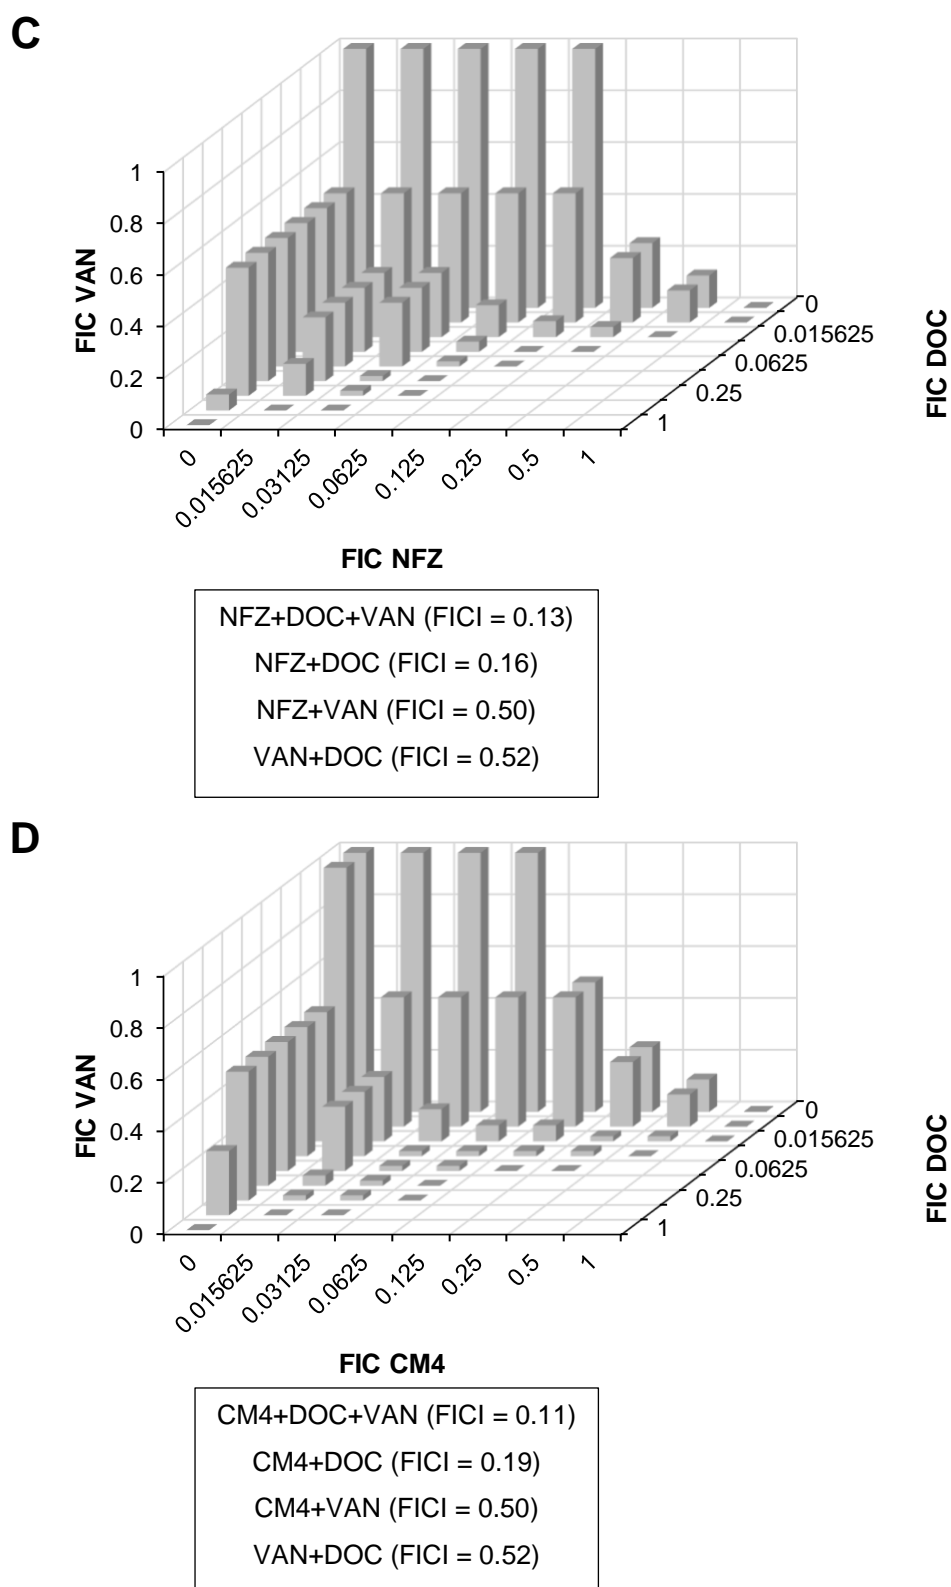 C
1
0.8
0.6
0.4
0.2
0
FIC VAN
0
0.015625
0.0625
0.25
1
FIC DOC
0
0.015625
0.03125
0.0625
0.125
0.25
0.5
1
FIC NFZ
NFZ+DOC+VAN (FICI = 0.13)
NFZ+DOC (FICI = 0.16)
NFZ+VAN (FICI = 0.50)
VAN+DOC (FICI = 0.52)
D
1
0.8
0.6
0.4
0.2
0
FIC VAN
0
0.015625
0.0625
0.25
1
FIC DOC
0
0.015625
0.03125
0.0625
0.125
0.25
0.5
1
FIC CM4
CM4+DOC+VAN (FICI = 0.11)
CM4+DOC (FICI = 0.19)
CM4+VAN (FICI = 0.50)
VAN+DOC (FICI = 0.52)